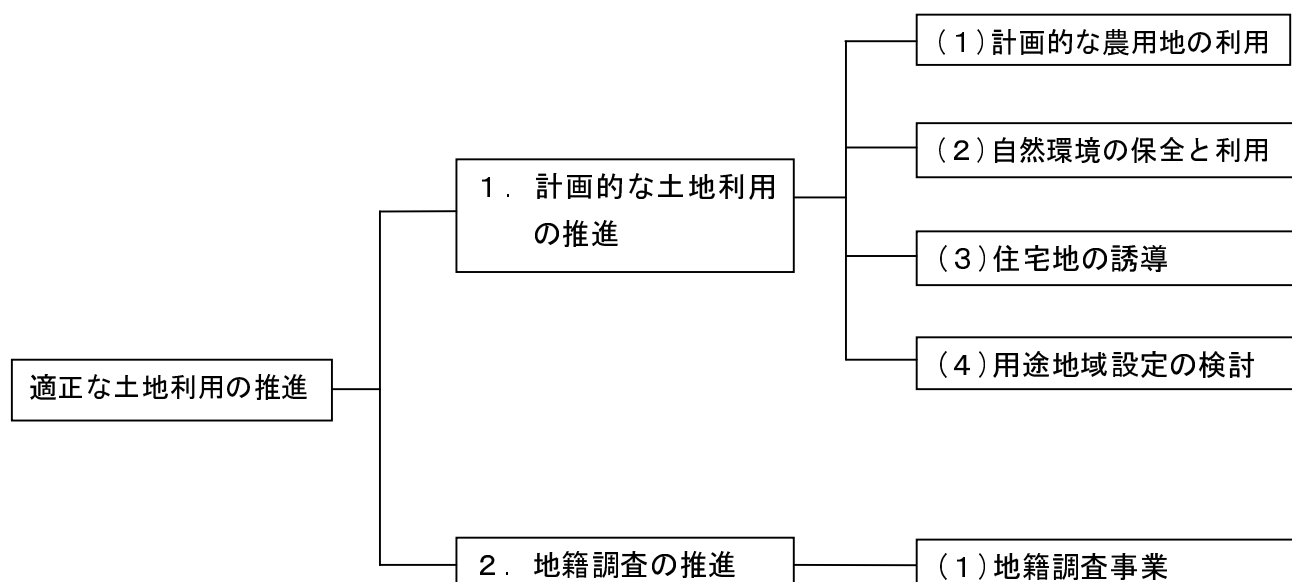 適正な土地利用の推進
１．計画的な土地利用
の推進
（１）計画的な農用地の利用
（２）自然環境の保全と利用
（３）住宅地の誘導
（４）用途地域設定の検討
２．地籍調査の推進
（１）地籍調査事業